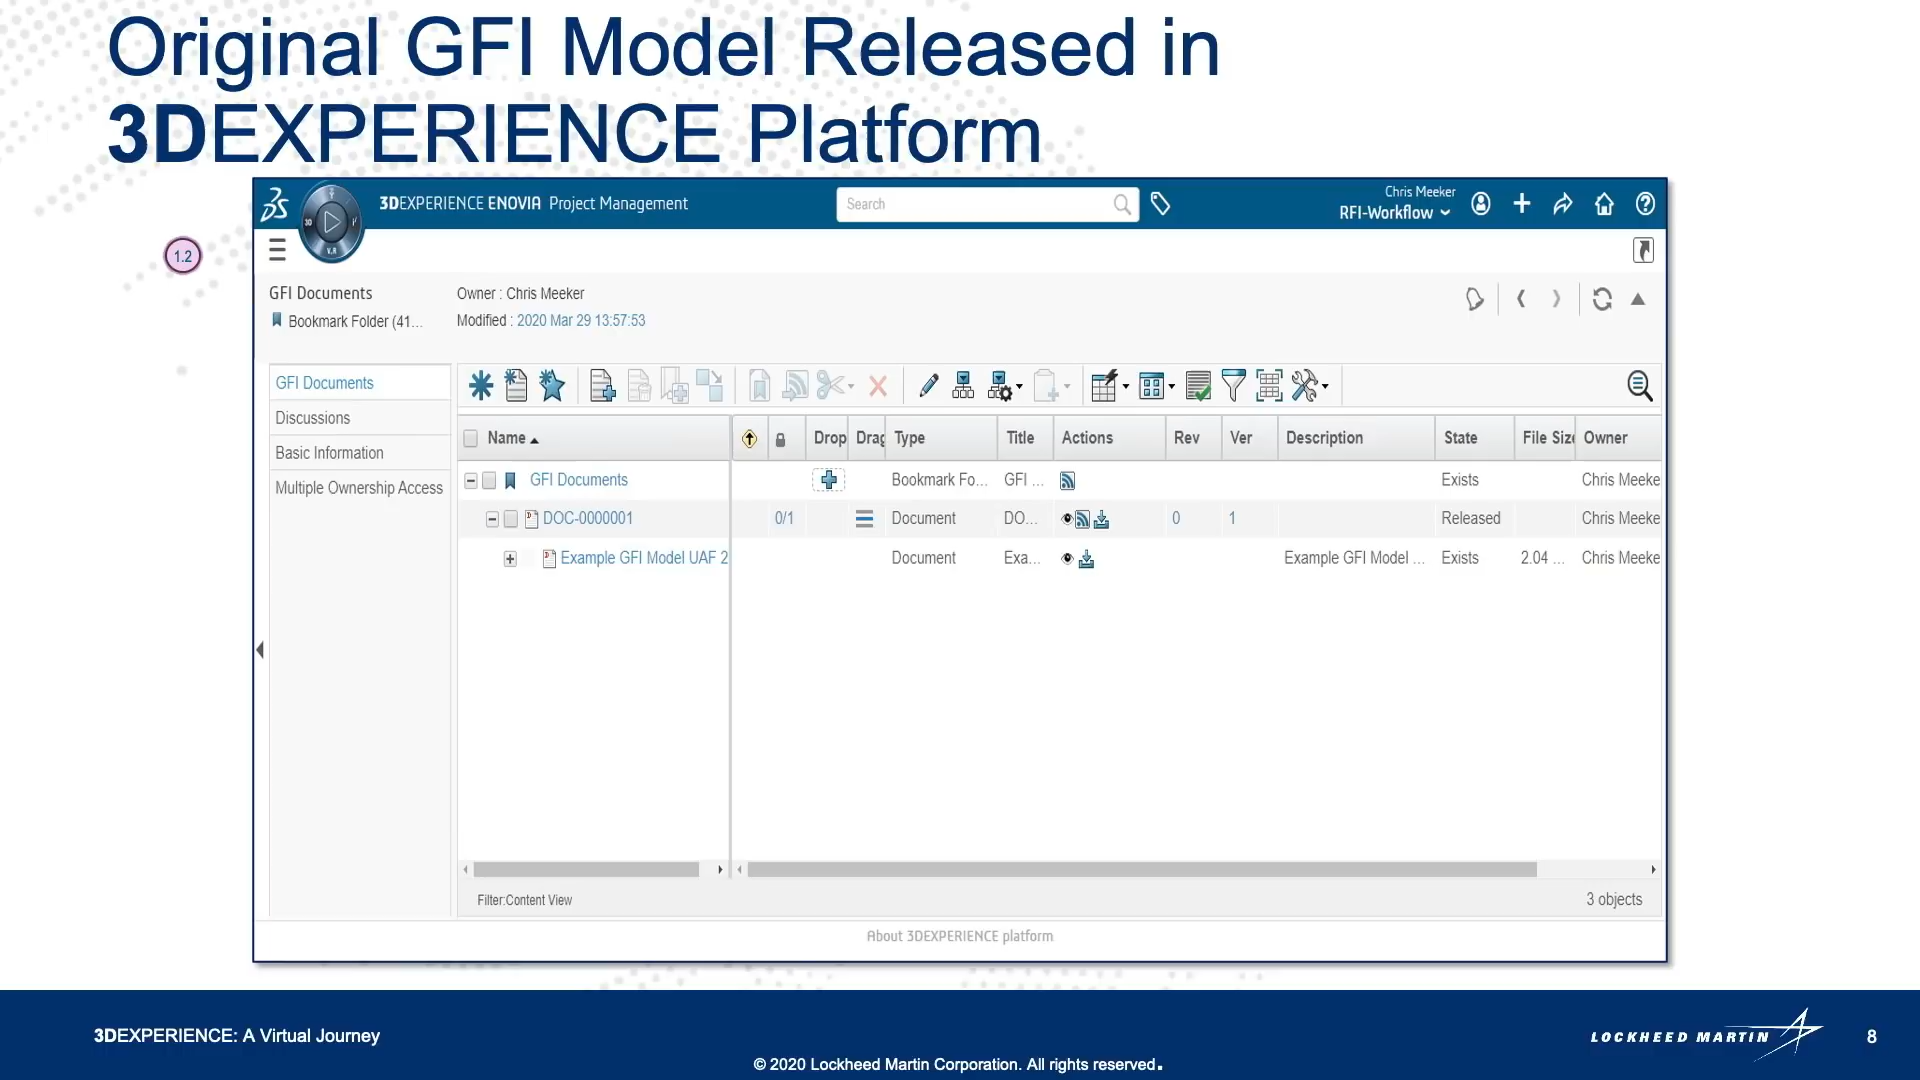 Original GFI Model Released in
3DEXPERIENCE Platform
3DEXPERIENCE ENOVIA Project Management
Search
Chris Meeker
RFI-Workflow
3D
V.R
1.2
GFI Documents
Owner : Chris Meeker
Bookmark Folder (41...
Modified : 2020 Mar 29 13:57:53
GFI Documents
Discussions
Basic Information
Multiple Ownership Access
Name Drop Drag Type Title Actions Rev Ver Description State File Size Owner
GFI Documents Bookmark Fo... GFI ... Exists Chris Meeke
DOC-0000001 0/1 Document DO... 0 1 Released Chris Meeke
Example GFI Model UAF 2 Document Exa... Example GFI Model ... Exists 2.04 ... Chris Meeke
Filter:Content View
3 objects
About 3DEXPERIENCE platform
3DEXPERIENCE: A Virtual Journey
LOCKHEED MARTIN
8
© 2020 Lockheed Martin Corporation. All rights reserved.